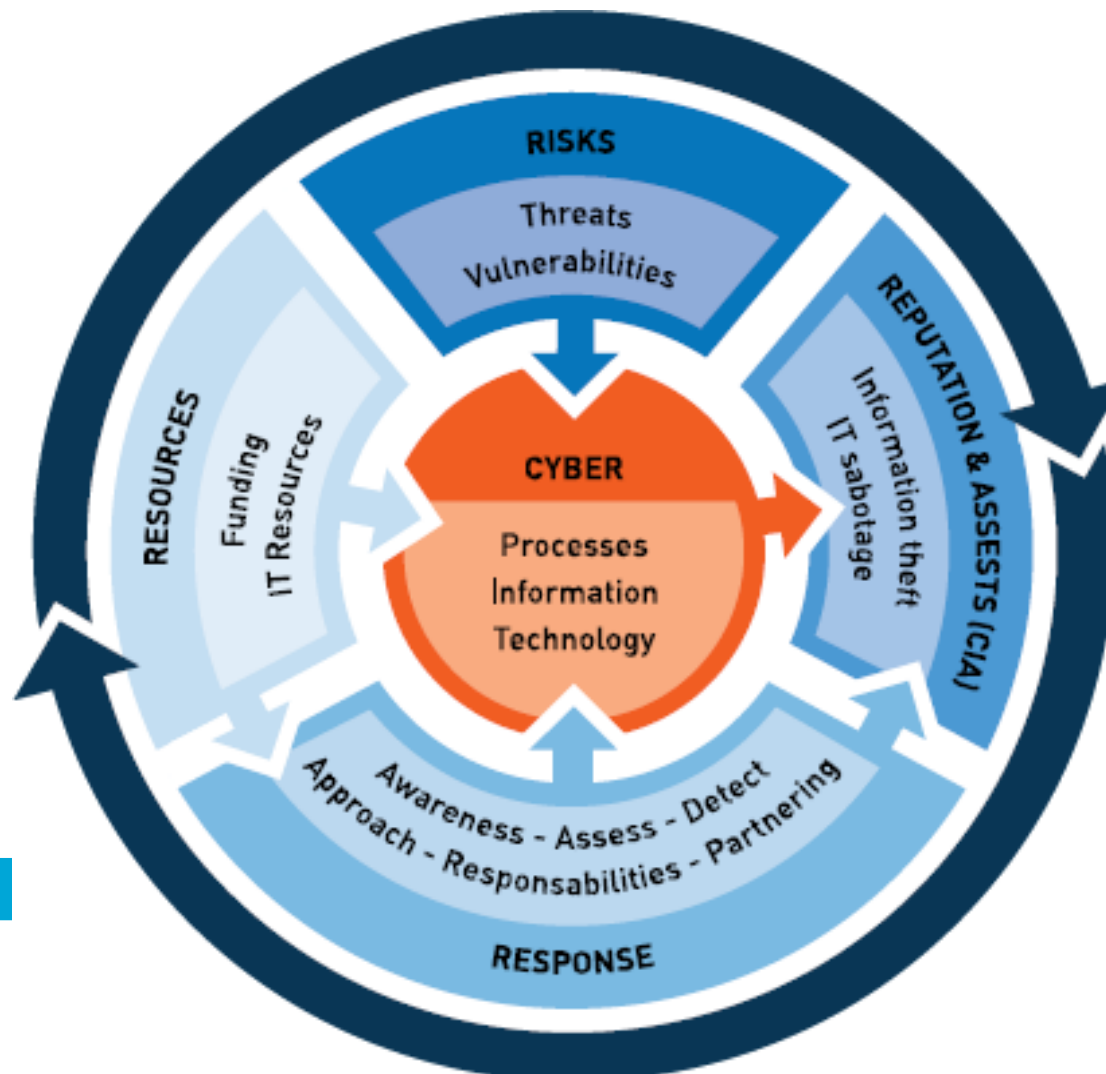 RISKS
Threats
Vulnerabilities
REPUTATION & ASSESTS (CIA)
Information theft
IT sabotage
RESOURCES
Funding
IT Resources
CYBER
Processes
Information
Technology
Awareness - Assess - Detect
Approach - Responsabilities - Partnering
RESPONSE